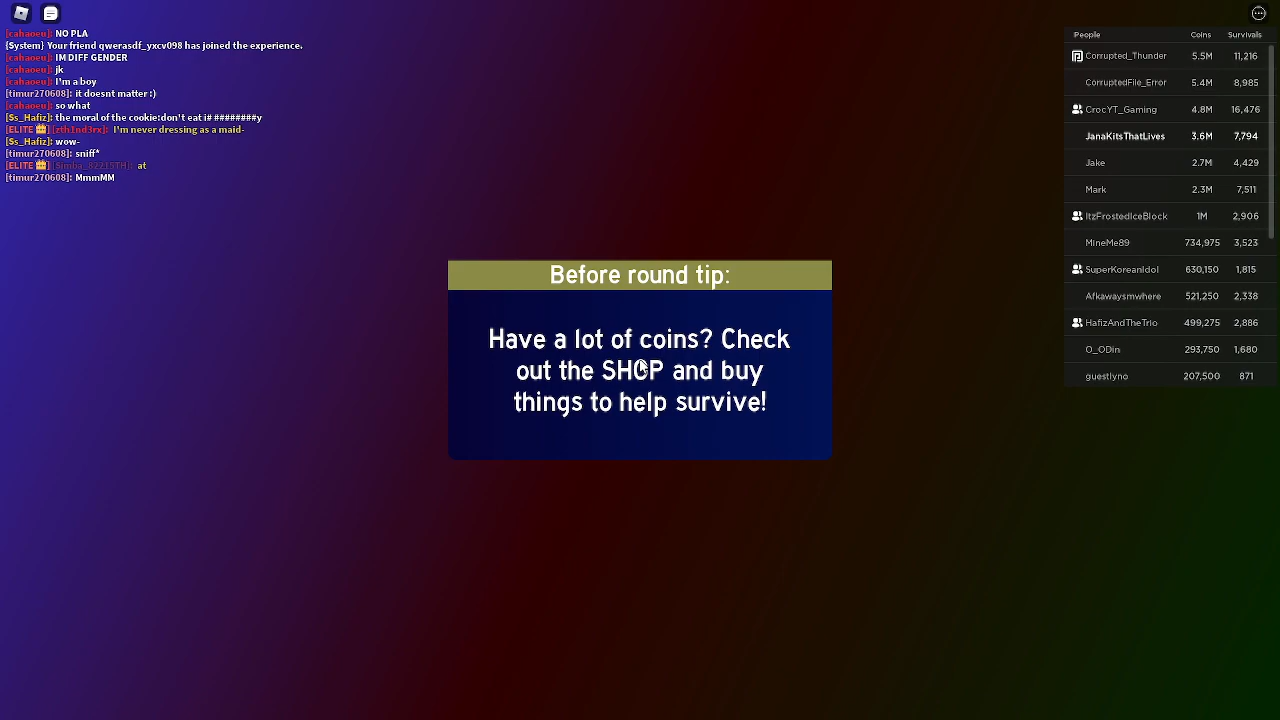 [cahaoeu]: NO PLA
{System} Your friend qwerasdf_yxcv098 has joined the experience.
[cahaoeu]: IM DIFF GENDER
[cahaoeu]: jk
[cahaoeu]: I'm a boy
[timur270608]: it doesnt matter :)
[cahaoeu]: so what
[$s_Hafiz]: the moral of the cookie:don't eat i# ########y
[ELITE] [zth1nd3rx]: I'm never dressing as a maid-
[$s_Hafiz]: wow-
[timur270608]: sniff*
[ELITE] at
[timur270608]: MmmMM
Before round tip:
Have a lot of coins? Check
out the SHOP and buy
things to help survive!
People Coins Survivals
Corrupted_Thunder 5.5M 11,216
CorruptedFile_Error 5.4M 8,985
CrocYT_Gaming 4.8M 16,476
JanaKitsThatLives 3.6M 7,794
Jake 2.7M 4,429
Mark 2.3M 7,511
ItzFrostedIceBlock 1M 2,906
MineMe89 734,975 3,523
SuperKoreanIdol 630,150 1,815
Afkawaysmwhere 521,250 2,338
HafizAndTheTrio 499,275 2,886
O_ODin 293,750 1,680
guestlyno 207,500 871